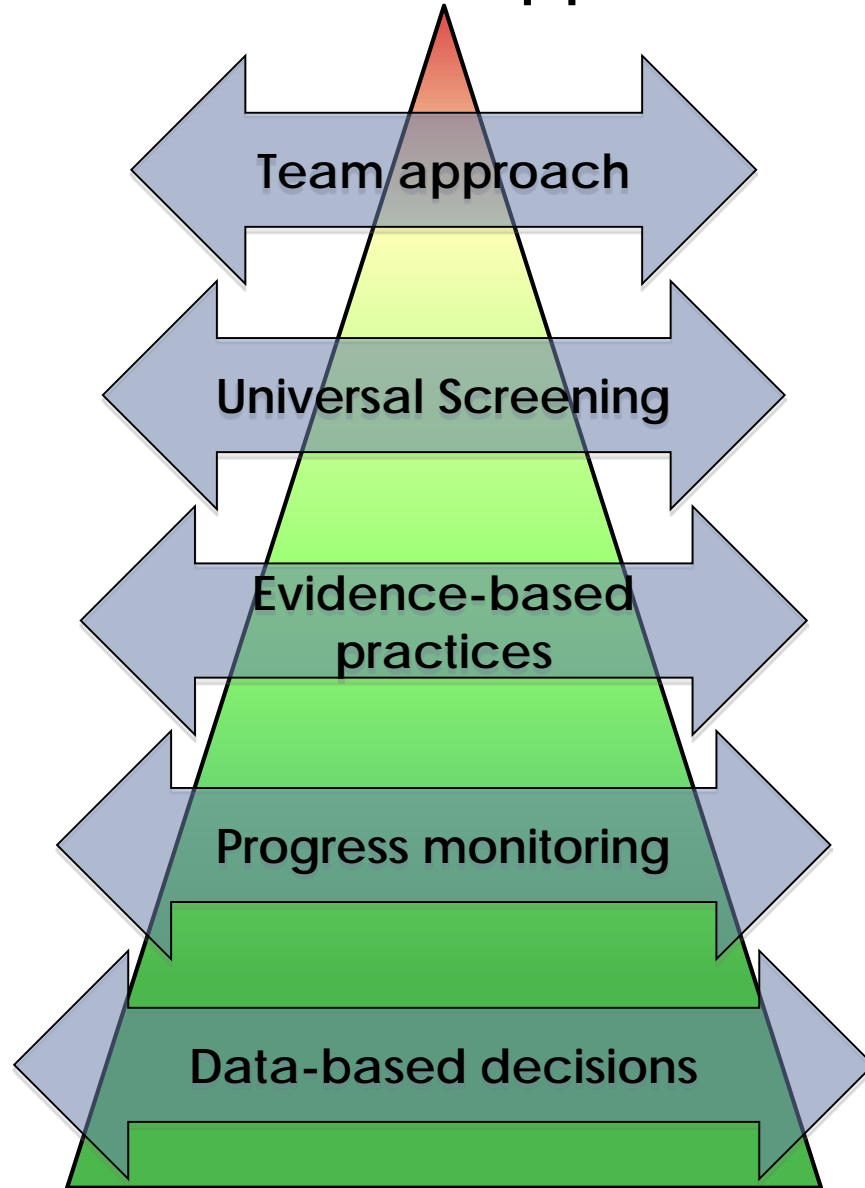 Team approach
Universal Screening
Evidence-based
practices
Progress monitoring
Data-based decisions